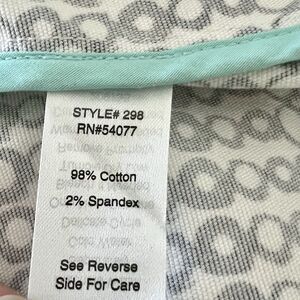 STYLE# 298
RN#54077
98% Cotton
2% Spandex
See Reverse
Side For Care